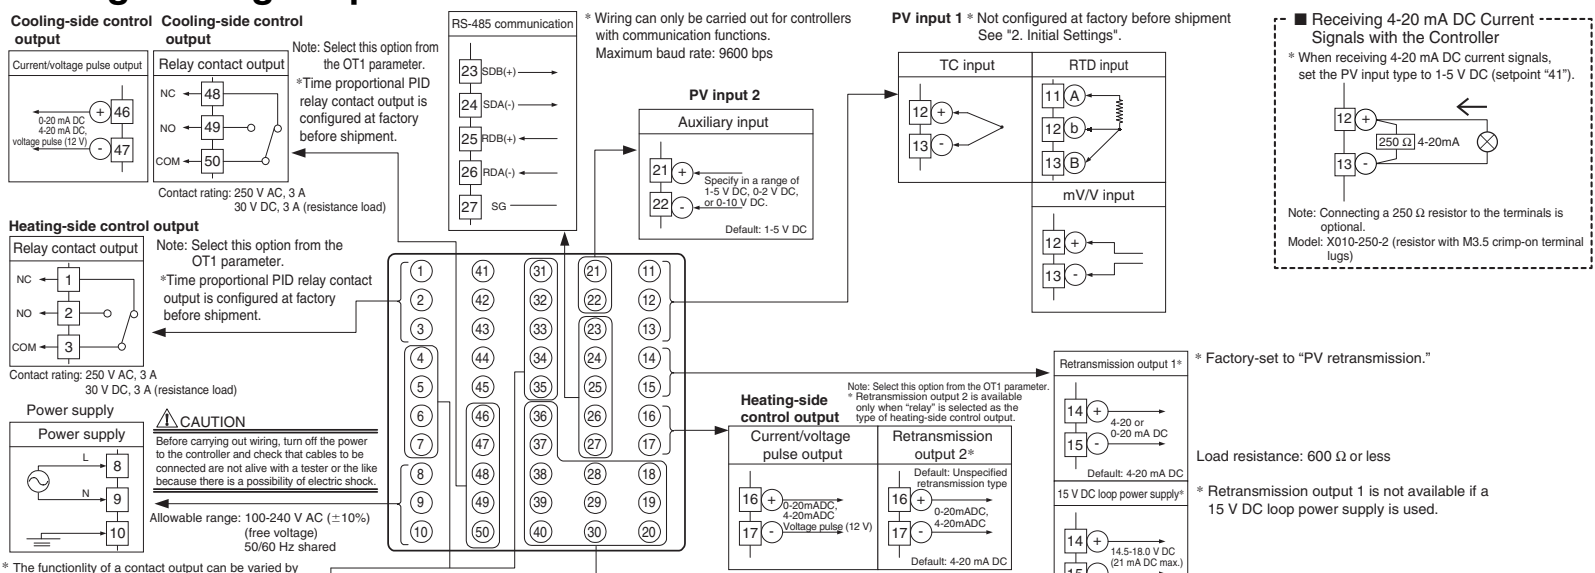 Cooling-side control
output
Current/voltage pulse output
+ 46
0-20 mA DC
4-20 mA DC,
voltage pulse (12 V)
- 47
Cooling-side control
output
Relay contact output
NC 48
NO 49
COM 50
Note: Select this option from
the OT1 parameter.
*Time proportional PID
relay contact output is
configured at factory
before shipment.
Contact rating: 250 V AC, 3 A
30 V DC, 3 A (resistance load)
RS-485 communication
23 SDB(+)
24 SDA(-)
25 RDB(+)
26 RDA(-)
27 SG
* Wiring can only be carried out for controllers
with communication functions.
Maximum baud rate: 9600 bps
PV input 2
Auxiliary input
21 +
Specify in a range of
1-5 V DC, 0-2 V DC,
or 0-10 V DC.
22 -
Default: 1-5 V DC
PV input 1 * Not configured at factory before shipment
See "2. Initial Settings".
TC input
12 +
13 -
RTD input
11 A
12 b
13 B
mV/V input
12 +
13 -
■ Receiving 4-20 mA DC Current
Signals with the Controller
* When receiving 4-20 mA DC current signals,
set the PV input type to 1-5 V DC (setpoint "41").
12 +
250 Ω 4-20mA
13 -
Note: Connecting a 250 Ω resistor to the terminals is
optional.
Model: X010-250-2 (resistor with M3.5 crimp-on terminal
lugs)
Heating-side control output
Relay contact output
NC 1
NO 2
COM 3
Note: Select this option from the
OT1 parameter.
*Time proportional PID relay contact
output is configured at factory
before shipment.
Contact rating: 250 V AC, 3 A
30 V DC, 3 A (resistance load)
Power supply
Power supply
L 8
N 9
10
CAUTION
Before carrying out wiring, turn off the power
to the controller and check that cables to be
connected are not alive with a tester or the like
because there is a possibility of electric shock.
Allowable range: 100-240 V AC (±10%)
(free voltage)
50/60 Hz shared
* The functionlity of a contact output can be varied by
1 41 31 21 11
2 42 32 22 12
3 43 33 23 13
4 44 34 24 14
5 45 35 25 15
6 46 36 26 16
7 47 37 27 17
8 48 38 28 18
9 49 39 29 19
10 50 40 30 20
Heating-side
control output
Note: Select this option from the OT1 parameter.
* Retransmission output 2 is available
only when "relay" is selected as the
type of heating-side control output.
Current/voltage
pulse output
16 +
0-20mADC,
4-20mADC
Voltage pulse (12 V)
17 -
Retransmission
output 2*
Default: Unspecified
retransmission type
16 +
0-20mADC,
4-20mADC
17 -
Default: 4-20 mA DC
Retransmission output 1*
14 +
4-20 or
0-20 mA DC
15 -
Default: 4-20 mA DC
15 V DC loop power supply*
14 +
14.5-18.0 V DC
(21 mA DC max.)
15 -
* Factory-set to "PV retransmission."
Load resistance: 600 Ω or less
* Retransmission output 1 is not available if a
15 V DC loop power supply is used.